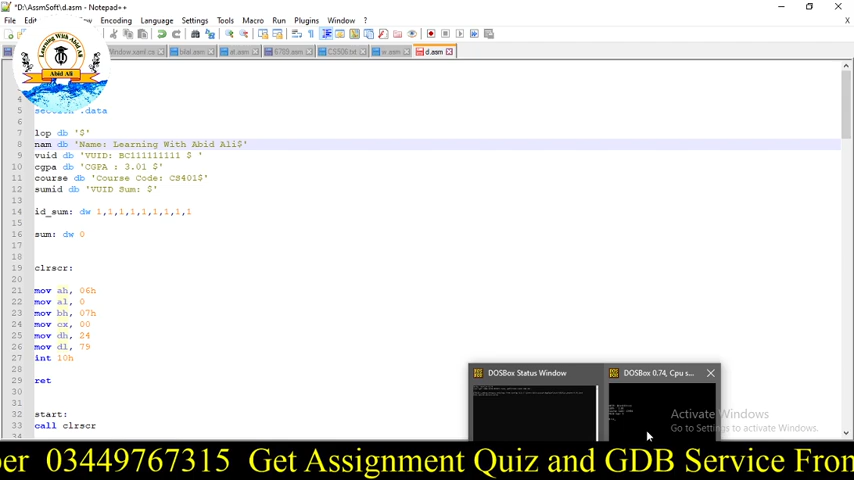 *D:\AssmSoft\d.asm - Notepad++
File Edit Encoding Language Settings Tools Macro Run Plugins Window ?
Window.xaml.cs bilal.asm at.asm 6789.asm CS506.txt w.asm d.asm
Learning With Abid Ali
Abid Ali
4
5 section .data
6
7 lop db '$'
8 nam db 'Name: Learning With Abid Ali$'
9 vuid db 'VUID: BC111111111 $ '
10 cgpa db 'CGPA : 3.01 $'
11 course db 'Course Code: CS401$'
12 sumid db 'VUID Sum: $'
13
14 id_sum: dw 1,1,1,1,1,1,1,1,1
15
16 sum: dw 0
17
18
19 clrscr:
20
21 mov ah, 06h
22 mov al, 0
23 mov bh, 07h
24 mov cx, 00
25 mov dh, 24
26 mov dl, 79
27 int 10h
28
29 ret
30
31
32 start:
33 call clrscr
34
DOSBox Status Window
DOSBox 0.74, Cpu s...
Activate Windows
Go to Settings to activate Windows.
ber 03449767315 Get Assignment Quiz and GDB Service From